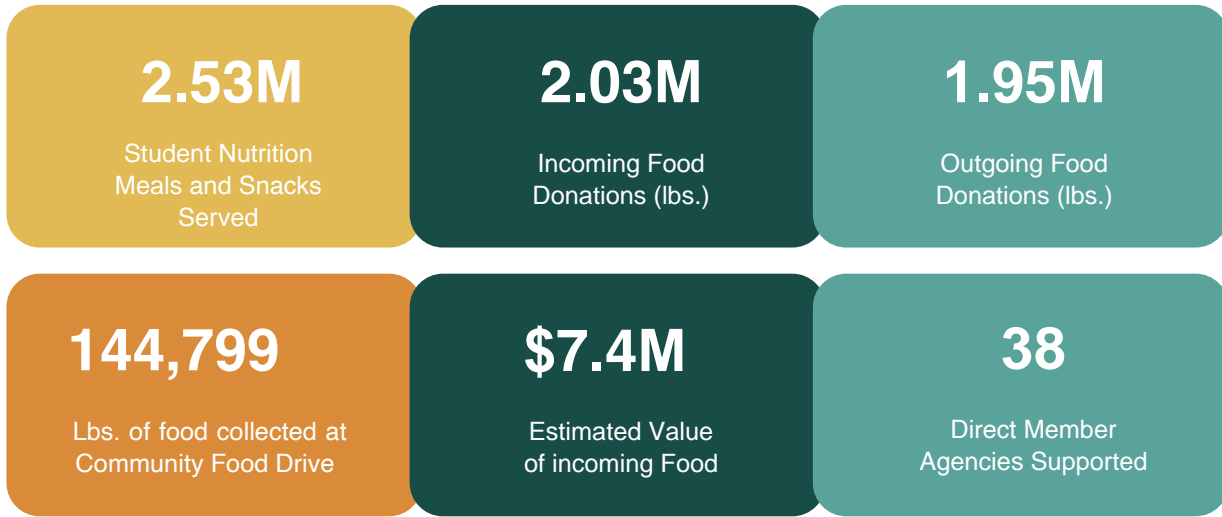 2.53M
Student Nutrition
Meals and Snacks
Served
2.03M
Incoming Food
Donations (lbs.)
1.95M
Outgoing Food
Donations (lbs.)
144,799
Lbs. of food collected at
Community Food Drive
$7.4M
Estimated Value
of incoming Food
38
Direct Member
Agencies Supported